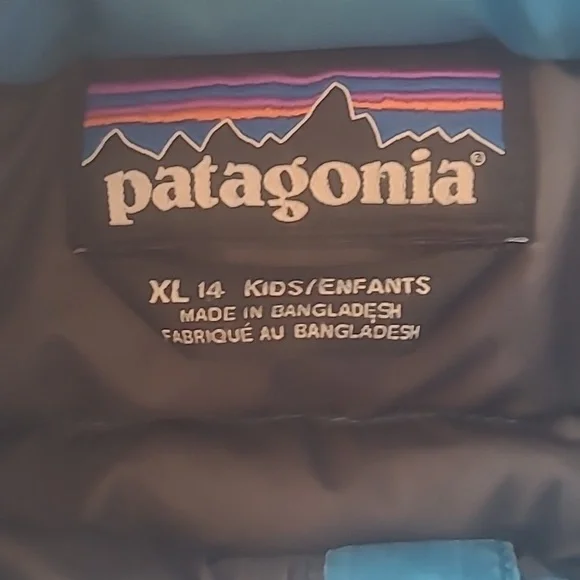 patagonia®
XL 14 KIDS/ENFANTS
MADE IN BANGLADESH
FABRIQUÉ AU BANGLADESH